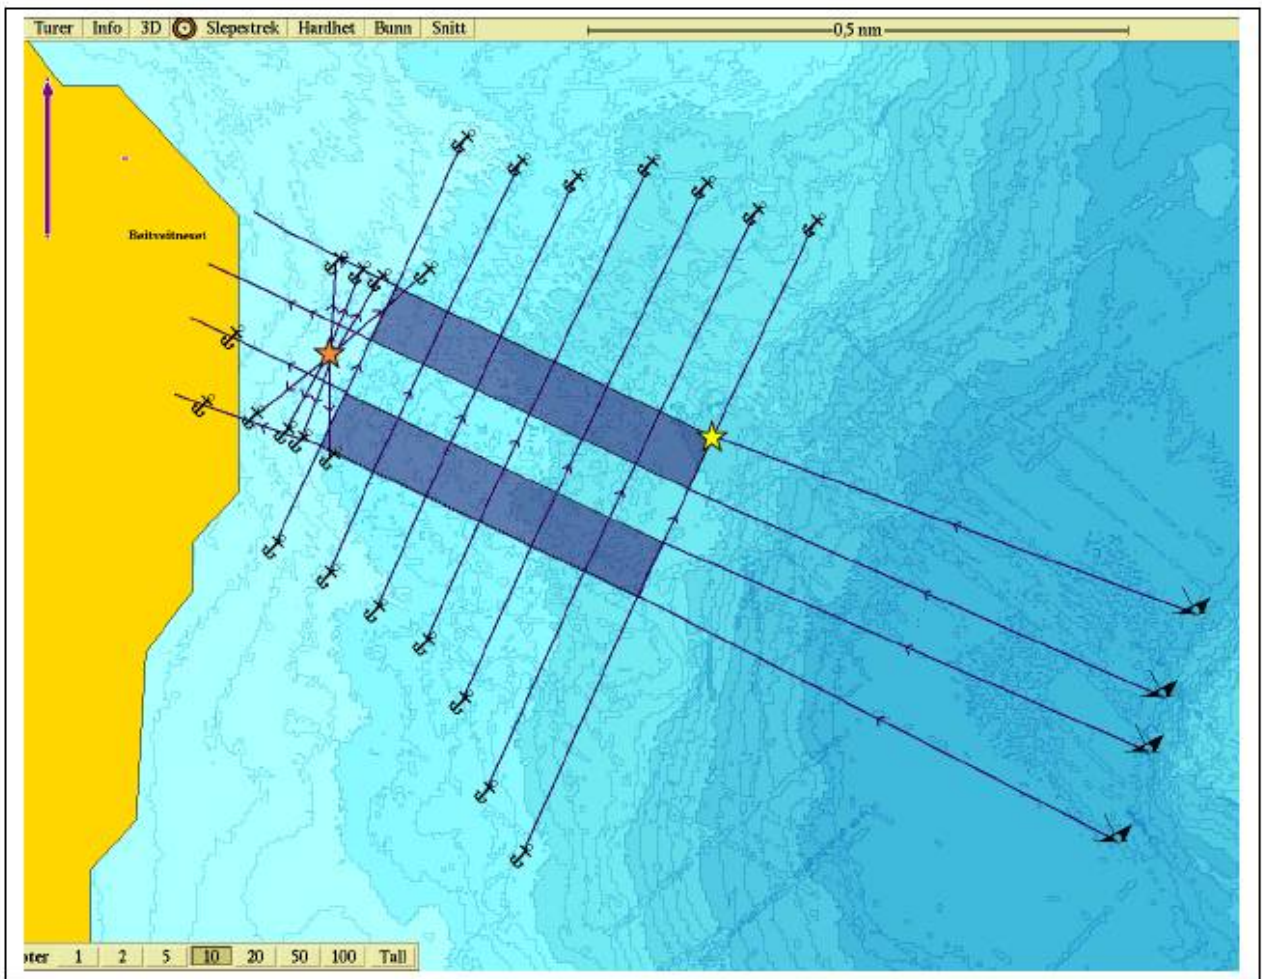 Turer Info 3D Slepestrek Hardhet Bunn Snitt 0,5 nm
Beitveitneset
ter 1 2 5 10 20 50 100 Tall